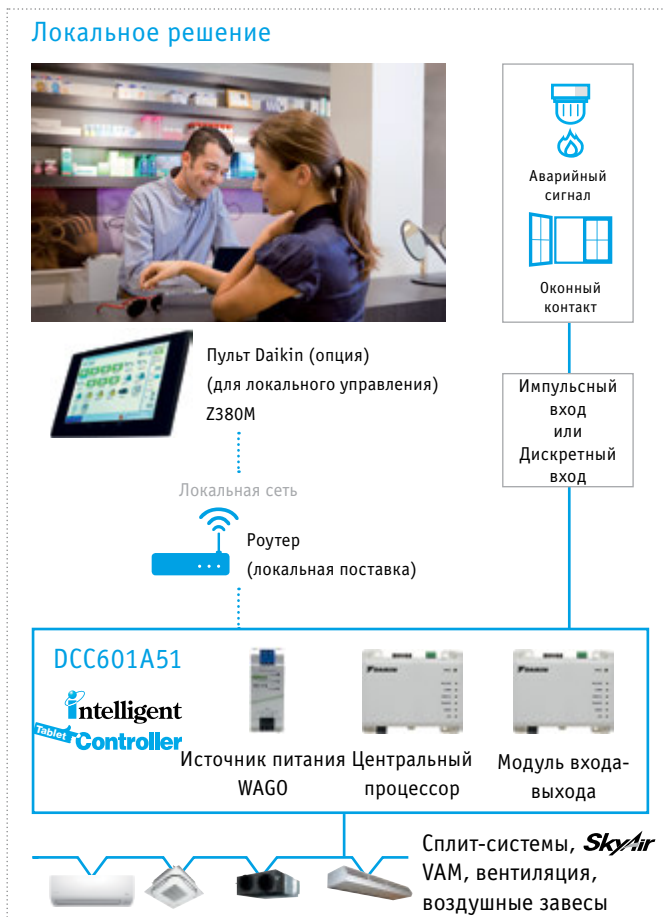 Локальное решение
Аварийный
сигнал
Оконный
контакт
Пульт Daikin (опция)
(для локального управления)
Z380M
Импульсный
вход
или
Дискретный
вход
Локальная сеть
Роутер
(локальная поставка)
DCC601A51
intelligent
Tablet Controller
DAIKIN
DAIKIN
Источник питания
WAGO
Центральный
процессор
Модуль входа-
выхода
Сплит-системы, SkyAir
VAM, вентиляция,
воздушные завесы